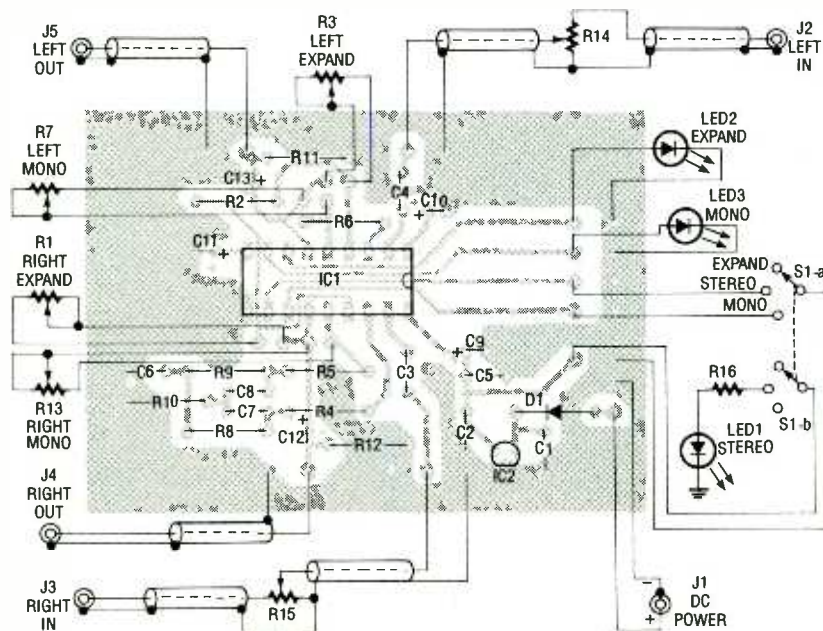 J5
LEFT
OUT
R3
LEFT
EXPAND
R14
J2
LEFT
IN
R7
LEFT
MONO
R11
C13 +
R2
C4
+ C10
R6
LED2
EXPAND
LED3
MONO
C11 +
IC1
R1
RIGHT
EXPAND
EXPAND
STEREO
MONO
S1-a
R13
RIGHT
MONO
C6
R9
R5
C3
+ C9
C5
R10
C8
C7
R4
R8
C12 +
R12
C2
D1
C1
IC2
R16
S1-b
LED1
STEREO
J4
RIGHT
OUT
J3
RIGHT
IN
R15
-
+
J1
DC
POWER